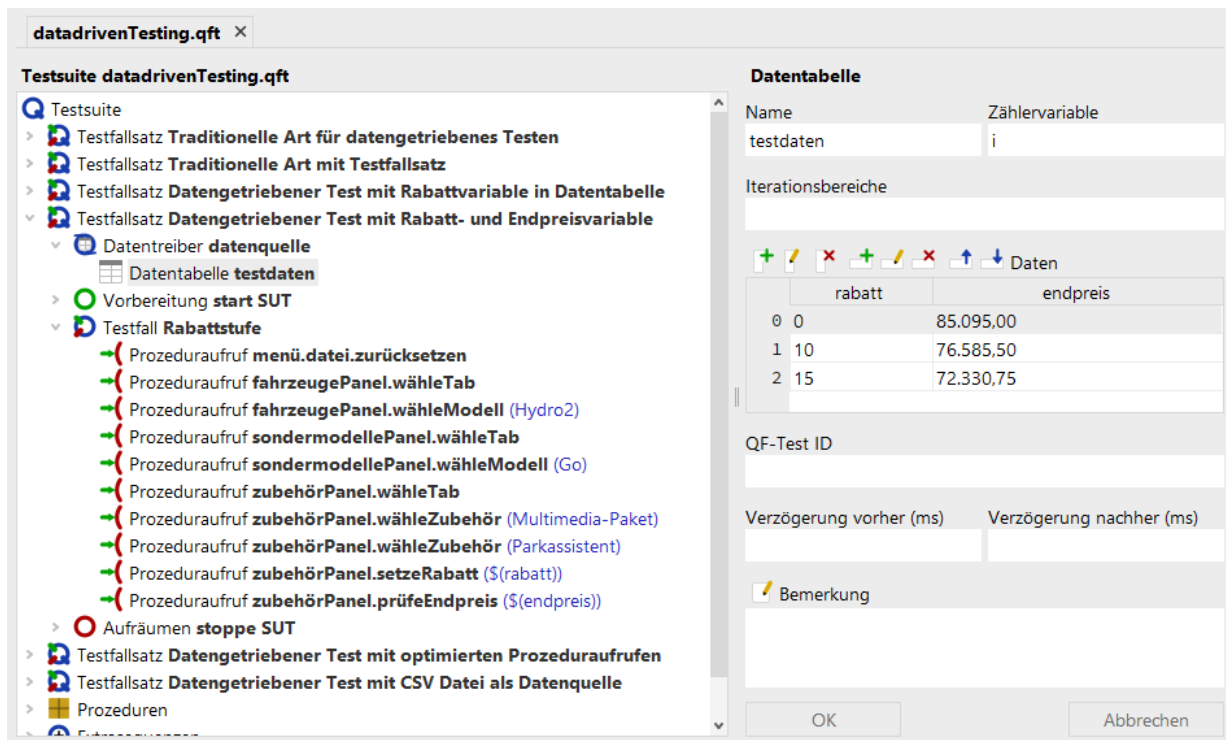 datadrivenTesting.qft ×
Testsuite datadrivenTesting.qft
Testsuite
Testfallsatz Traditionelle Art für datengetriebenes Testen
Testfallsatz Traditionelle Art mit Testfallsatz
Testfallsatz Datengetriebener Test mit Rabattvariable in Datentabelle
Testfallsatz Datengetriebener Test mit Rabatt- und Endpreisvariable
Datentreiber datenquelle
Datentabelle testdaten
Vorbereitung start SUT
Testfall Rabattstufe
Prozeduraufruf menü.datei.zurücksetzen
Prozeduraufruf fahrzeugePanel.wähleTab
Prozeduraufruf fahrzeugePanel.wähleModell (Hydro2)
Prozeduraufruf sondermodellePanel.wähleTab
Prozeduraufruf sondermodellePanel.wähleModell (Go)
Prozeduraufruf zubehörPanel.wähleTab
Prozeduraufruf zubehörPanel.wähleZubehör (Multimedia-Paket)
Prozeduraufruf zubehörPanel.wähleZubehör (Parkassistent)
Prozeduraufruf zubehörPanel.setzeRabatt ($(rabatt))
Prozeduraufruf zubehörPanel.prüfeEndpreis ($(endpreis))
Aufräumen stoppe SUT
Testfallsatz Datengetriebener Test mit optimierten Prozeduraufrufen
Testfallsatz Datengetriebener Test mit CSV Datei als Datenquelle
Prozeduren
Extrasequenzen
Datentabelle
Name Zählervariable
testdaten i
Iterationsbereiche
Daten
rabatt endpreis
0 0 85.095,00
1 10 76.585,50
2 15 72.330,75
QF-Test ID
Verzögerung vorher (ms) Verzögerung nachher (ms)
Bemerkung
OK Abbrechen